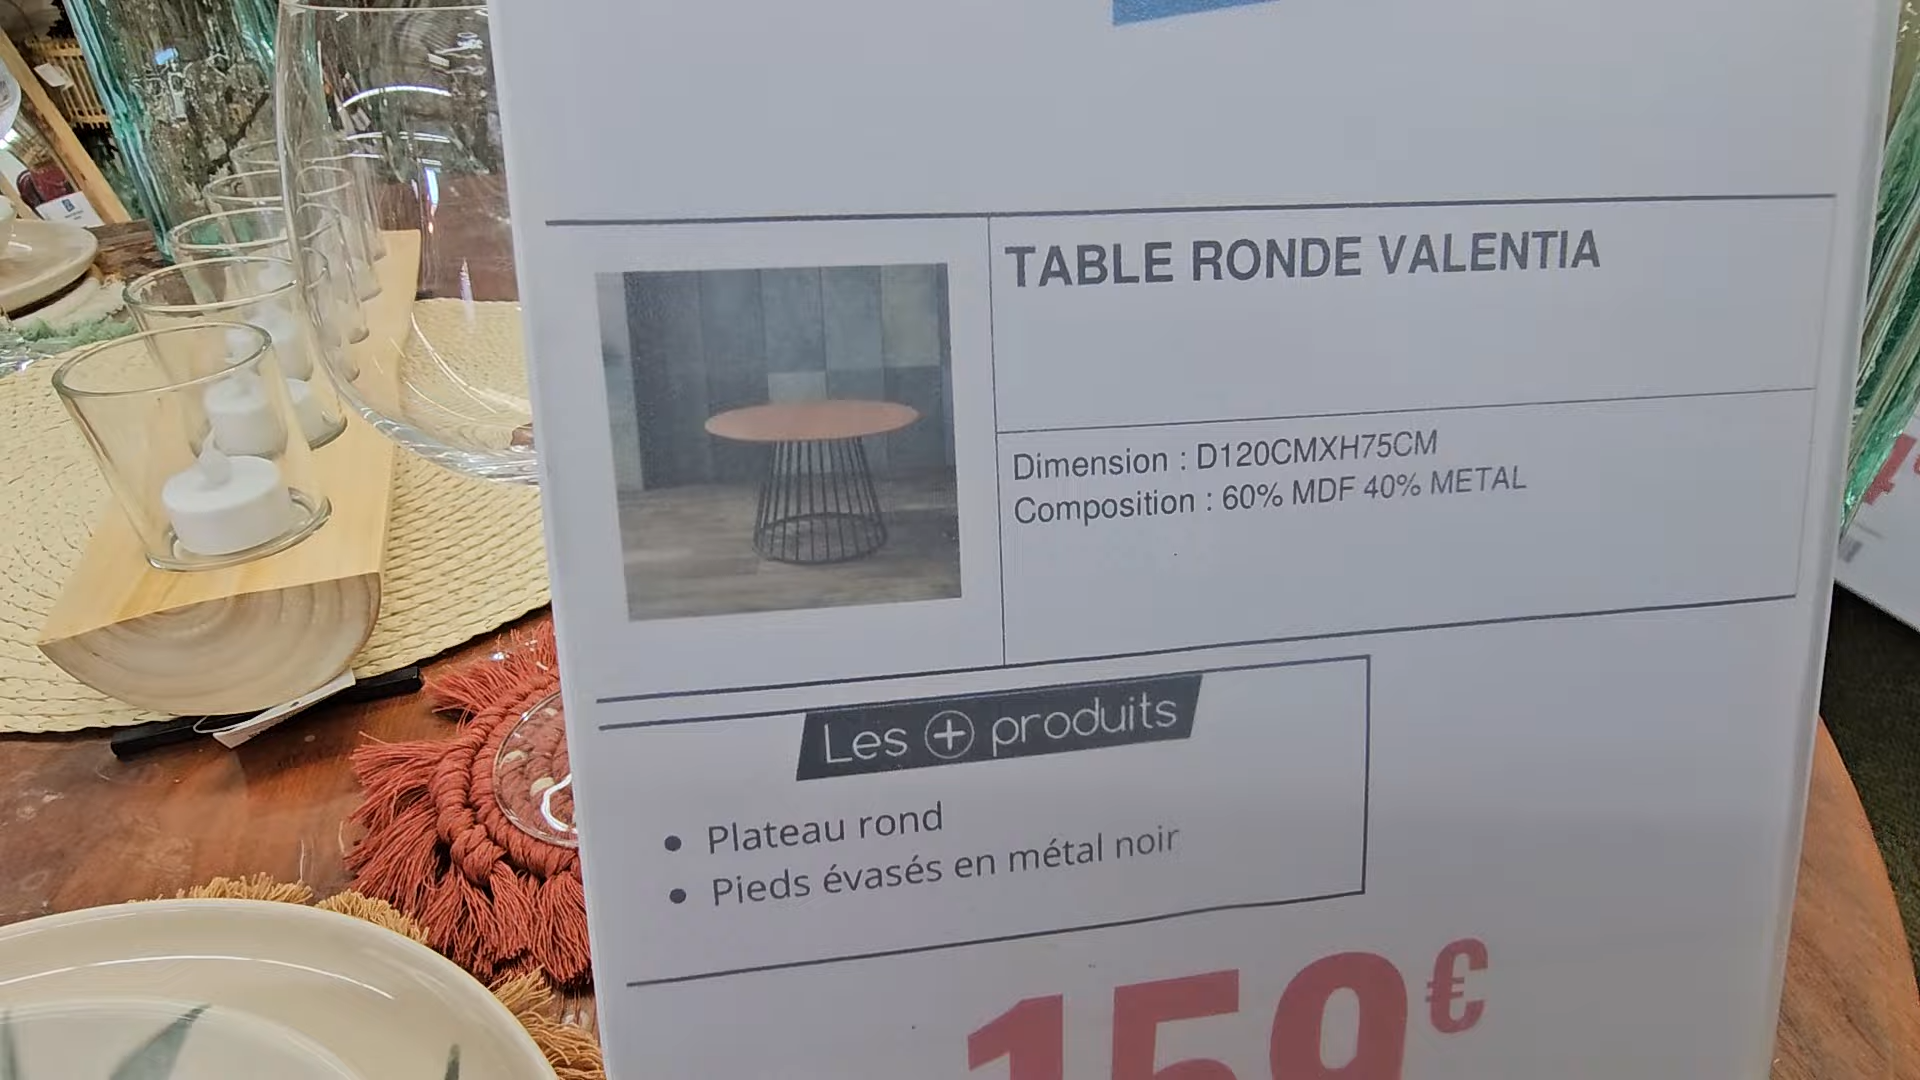 TABLE RONDE VALENTIA
Dimension : D120CMXH75CM
Composition : 60% MDF 40% METAL
Les + produits
• Plateau rond
• Pieds évasés en métal noir
159€